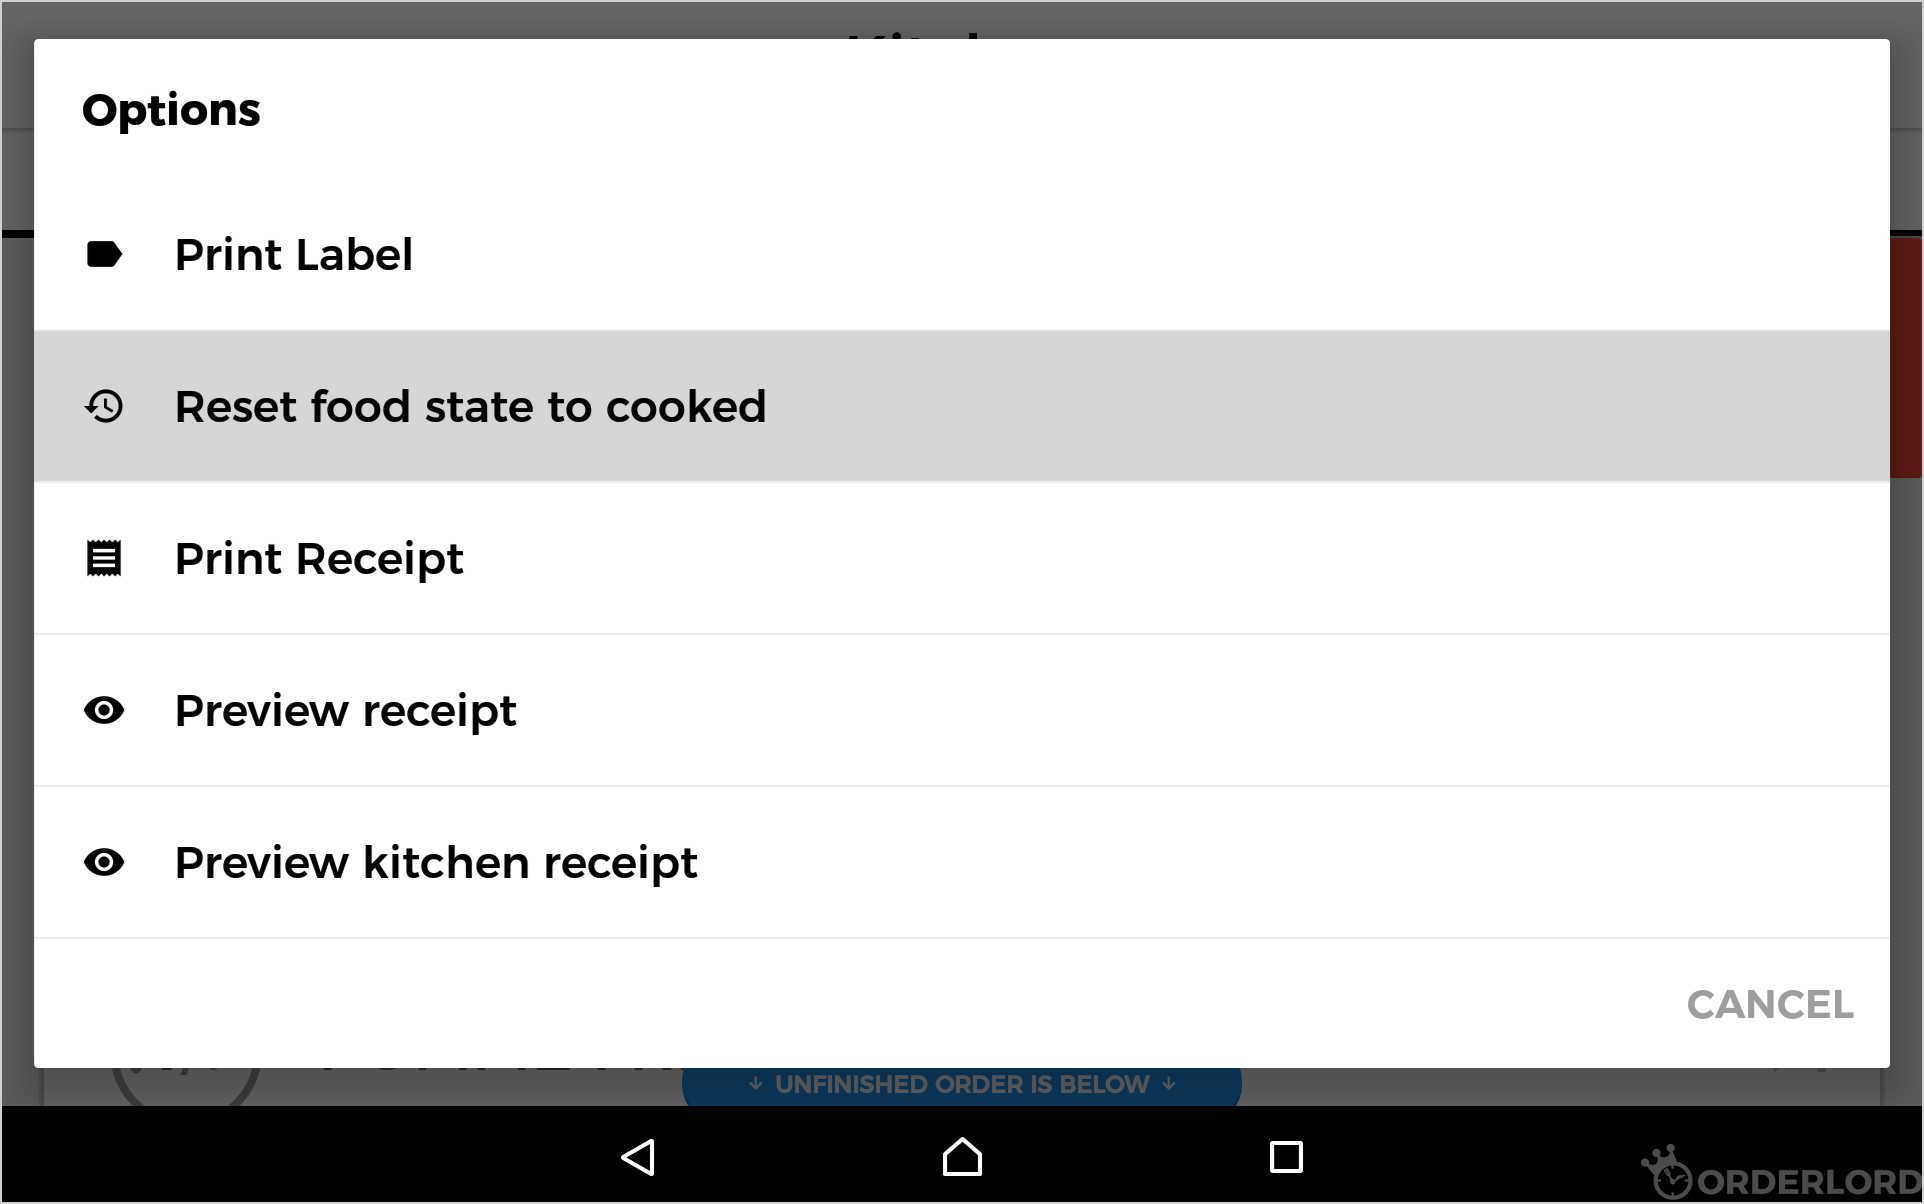 Options
Print Label
Reset food state to cooked
Print Receipt
Preview receipt
Preview kitchen receipt
CANCEL
↓ UNFINISHED ORDER IS BELOW ↓
ORDERLORD